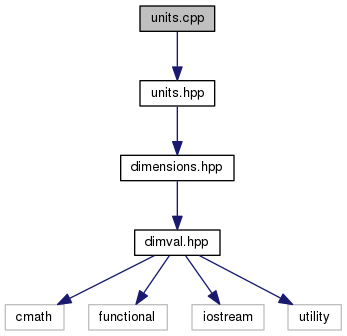 units.cpp
units.hpp
dimensions.hpp
dimval.hpp
cmath functional iostream utility